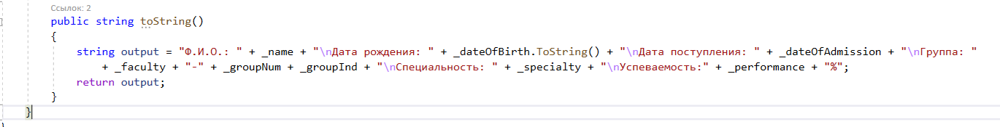 Ссылок: 2
public string toString()
{
string output = "Ф.И.О.: " + _name + "\nДата рождения: " + _dateOfBirth.ToString() + "\nДата поступления: " + _dateOfAdmission + "\nГруппа: "
+ _faculty + "-" + _groupNum + _groupInd + "\nСпециальность: " + _specialty + "\nУспеваемость:" + _performance + "%";
return output;
}
}